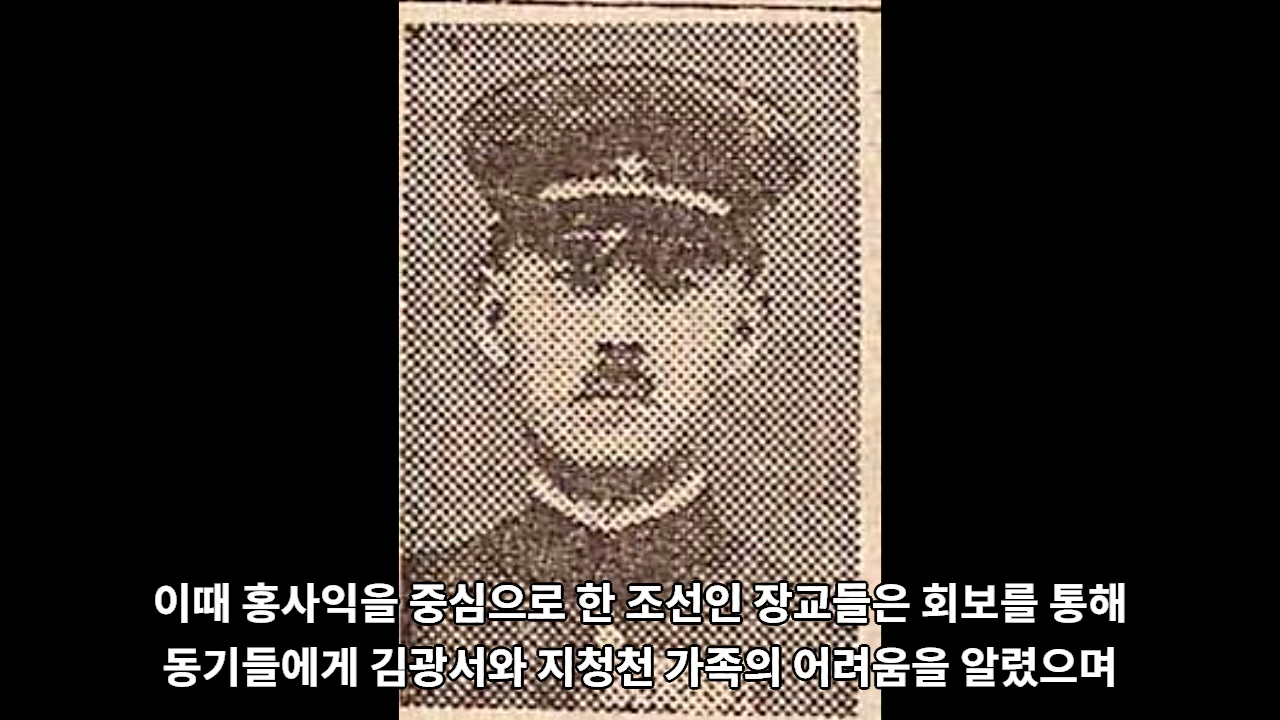 이때 홍사익을 중심으로 한 조선인 장교들은 회보를 통해
동기들에게 김광서와 지청천 가족의 어려움을 알렸으며